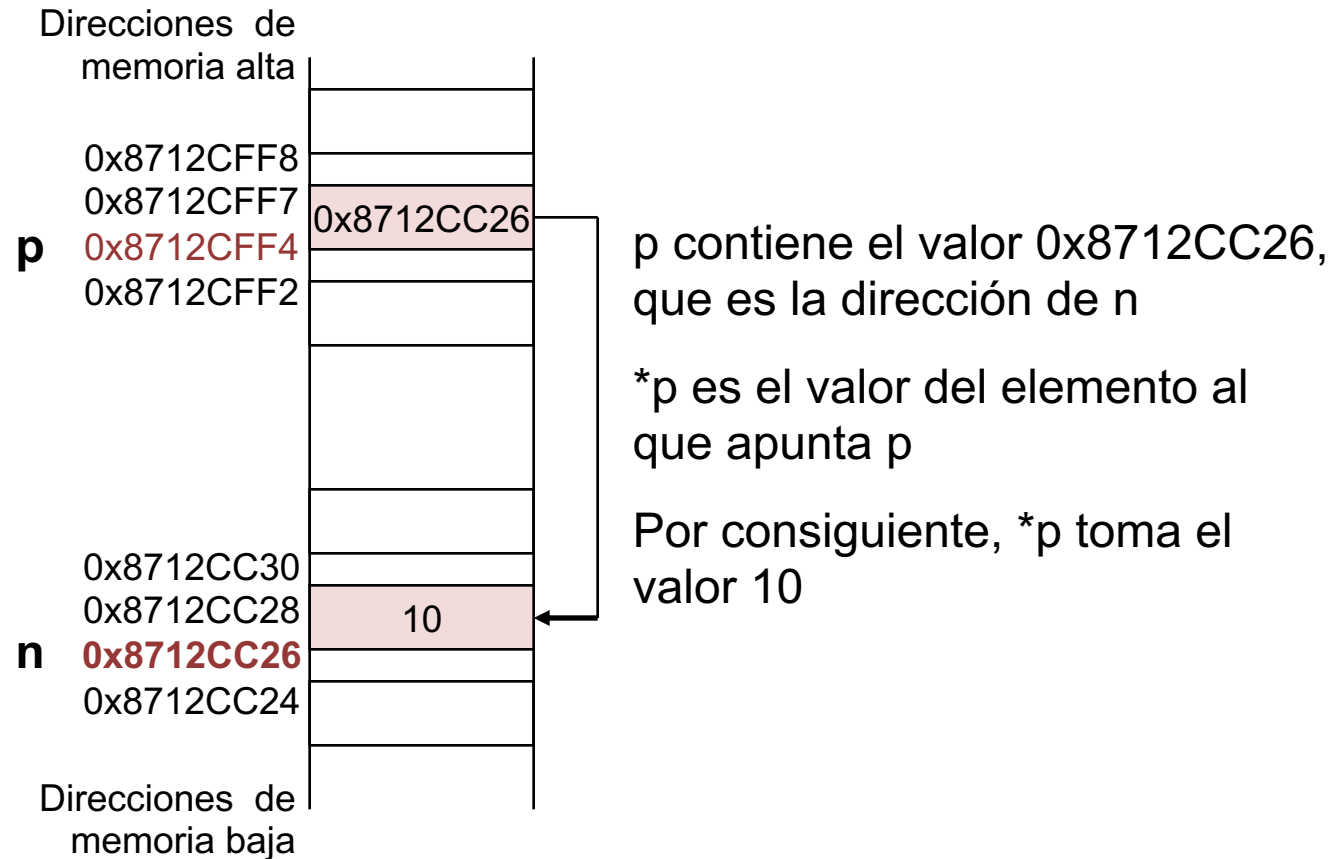 Direcciones de
memoria alta
0x8712CFF8
0x8712CFF7
0x8712CC26
p 0x8712CFF4
0x8712CFF2
p contiene el valor 0x8712CC26,
que es la dirección de n
*p es el valor del elemento al
que apunta p
Por consiguiente, *p toma el
valor 10
0x8712CC30
0x8712CC28
10
n 0x8712CC26
0x8712CC24
Direcciones de
memoria baja